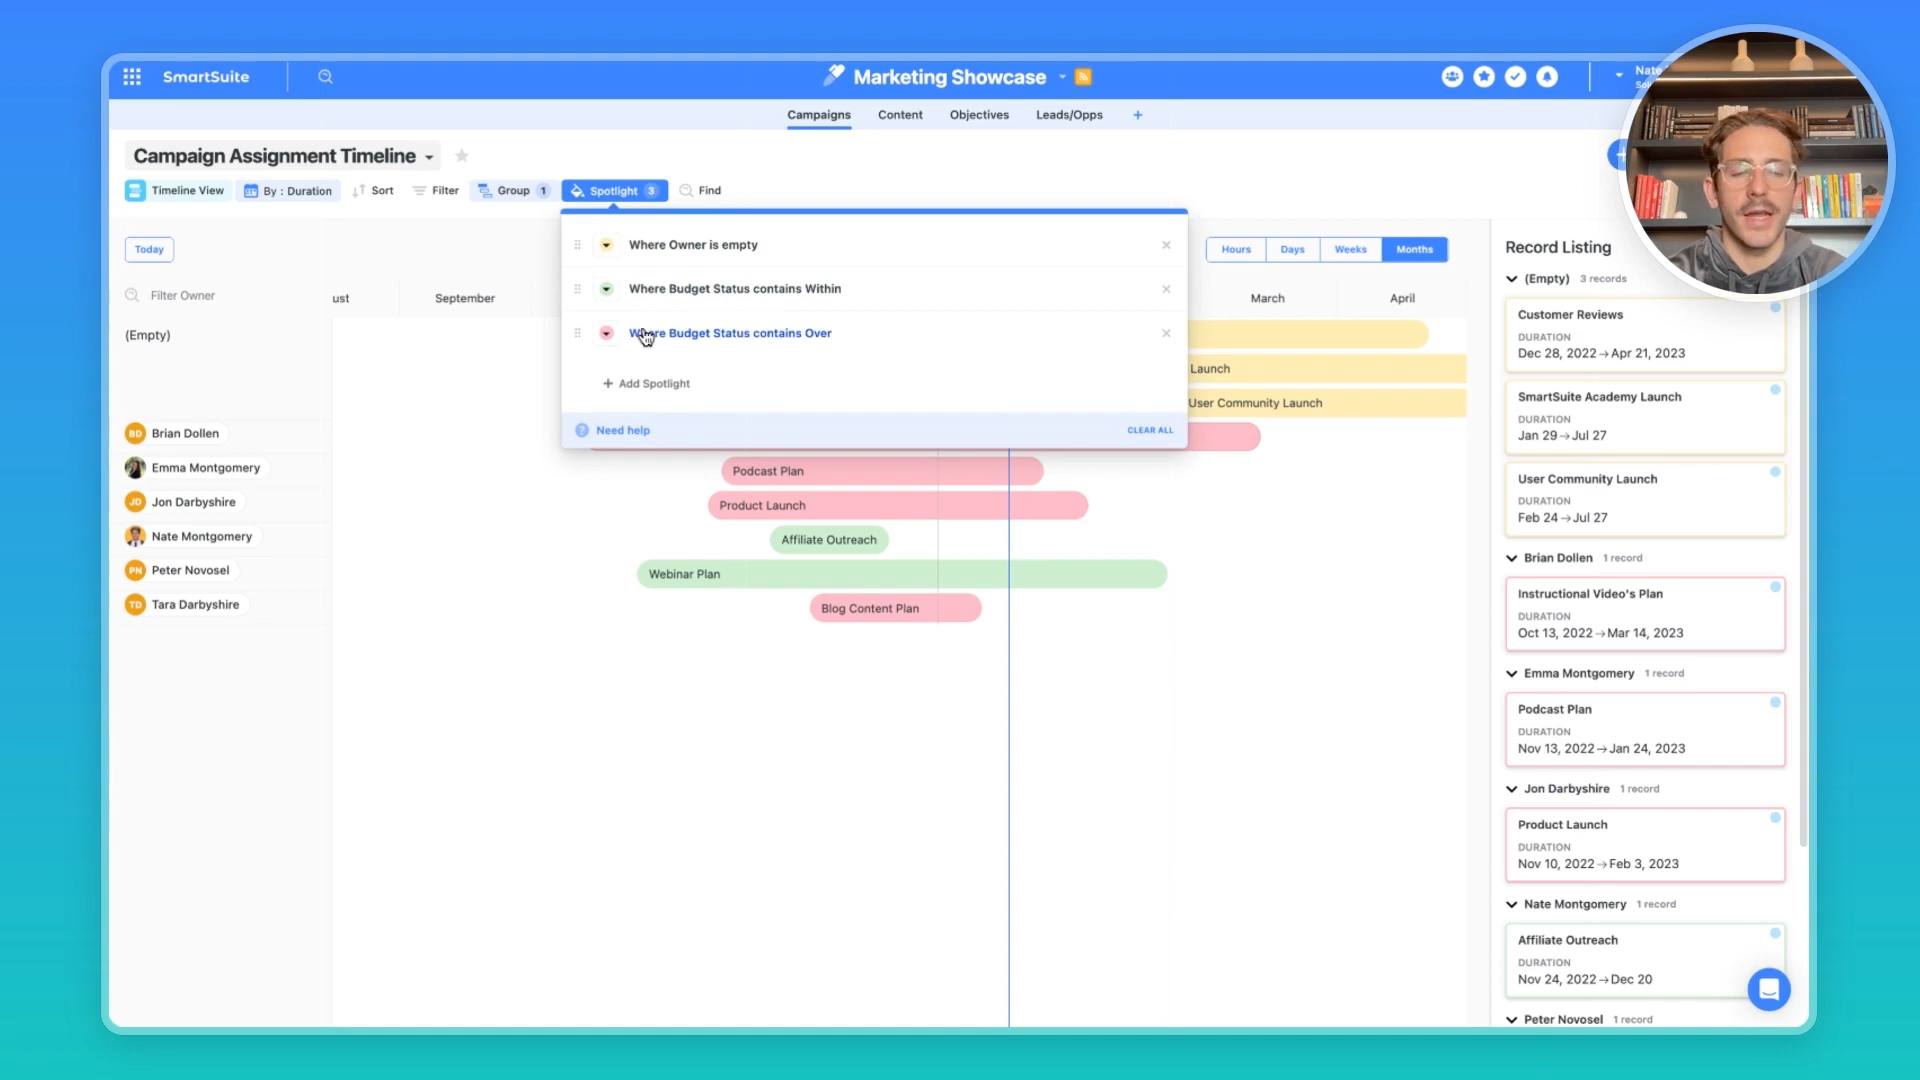 SmartSuite
Marketing Showcase
Nate
Campaigns
Content
Objectives
Leads/Opps
+
Campaign Assignment Timeline
Timeline View
By : Duration
Sort
Filter
Group 1
Spotlight 3
Find
Today
Filter Owner
(Empty)
BD Brian Dollen
Emma Montgomery
JD Jon Darbyshire
Nate Montgomery
PN Peter Novosel
TD Tara Darbyshire
ust
September
March
April
Hours
Days
Weeks
Months
Where Owner is empty
Where Budget Status contains Within
Where Budget Status contains Over
+ Add Spotlight
? Need help
CLEAR ALL
Launch
User Community Launch
Podcast Plan
Product Launch
Affiliate Outreach
Webinar Plan
Blog Content Plan
Record Listing
(Empty) 3 records
Customer Reviews
DURATION
Dec 28, 2022→Apr 21, 2023
SmartSuite Academy Launch
DURATION
Jan 29→Jul 27
User Community Launch
DURATION
Feb 24→Jul 27
Brian Dollen 1 record
Instructional Video's Plan
DURATION
Oct 13, 2022→Mar 14, 2023
Emma Montgomery 1 record
Podcast Plan
DURATION
Nov 13, 2022→Jan 24, 2023
Jon Darbyshire 1 record
Product Launch
DURATION
Nov 10, 2022→Feb 3, 2023
Nate Montgomery 1 record
Affiliate Outreach
DURATION
Nov 24, 2022→Dec 20
Peter Novosel 1 record